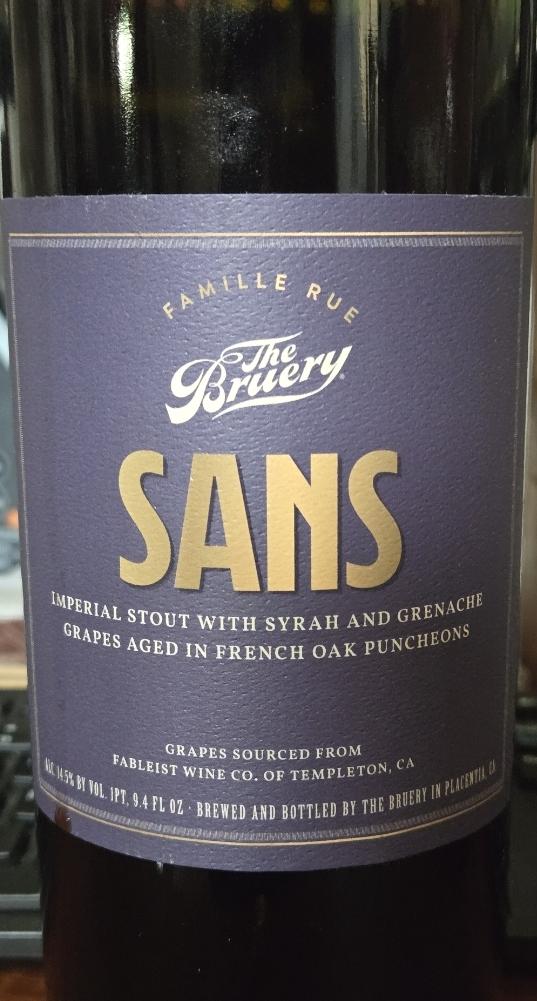 FAMILLE RUE
The
Bruery
SANS
IMPERIAL STOUT WITH SYRAH AND GRENACHE
GRAPES AGED IN FRENCH OAK PUNCHEONS
GRAPES SOURCED FROM
FABLEIST WINE CO. OF TEMPLETON, CA
ALC 14.5% BY VOL. 1PT, 9.4 FL OZ · BREWED AND BOTTLED BY THE BRUERY IN PLACENTIA, CA